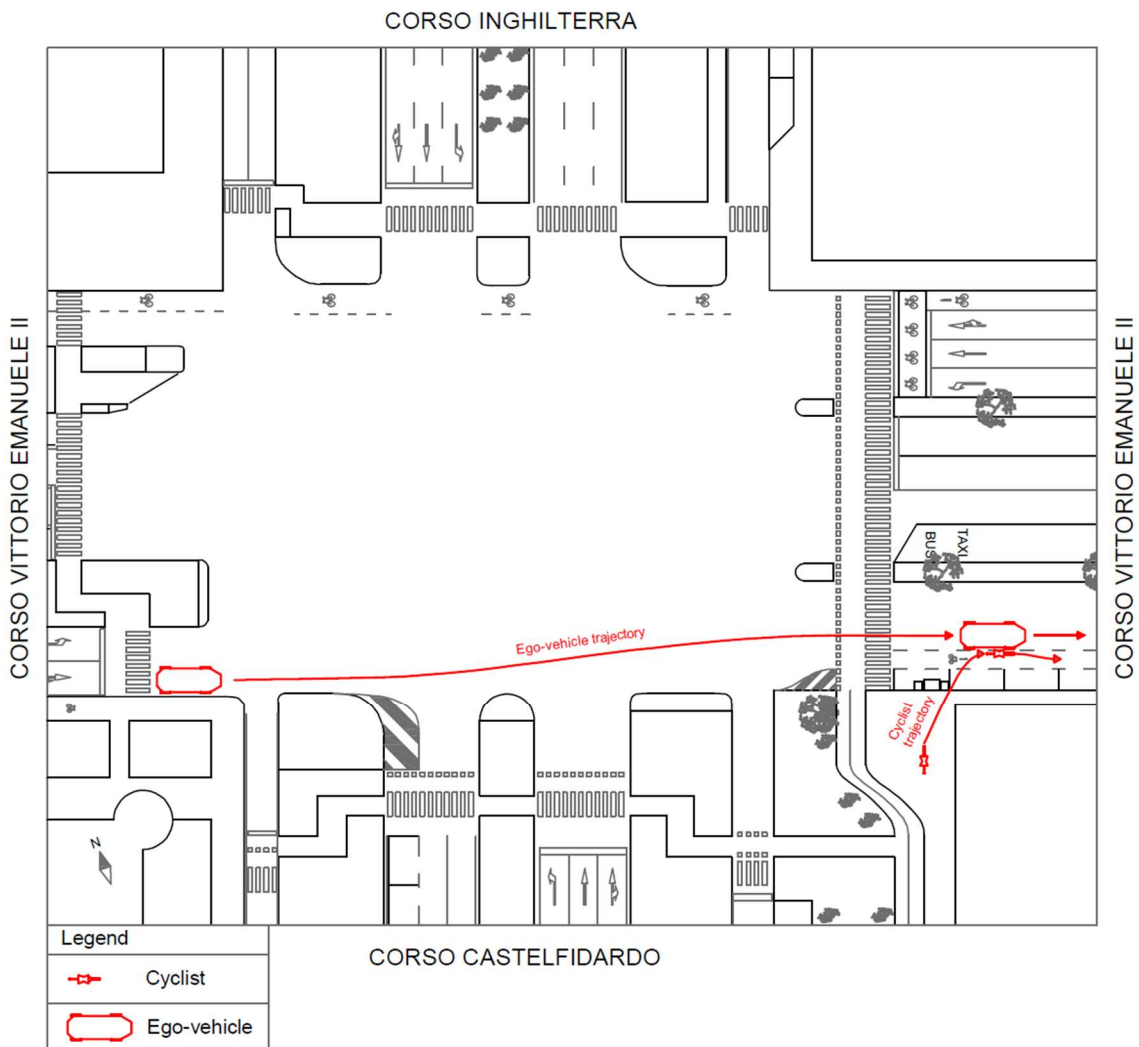 CORSO INGHILTERRA
CORSO VITTORIO EMANUELE II
CORSO VITTORIO EMANUELE II
TAXI
BUS
Ego-vehicle trajectory
Cyclist
trajectory
N
Legend
Cyclist
Ego-vehicle
CORSO CASTELFIDARDO